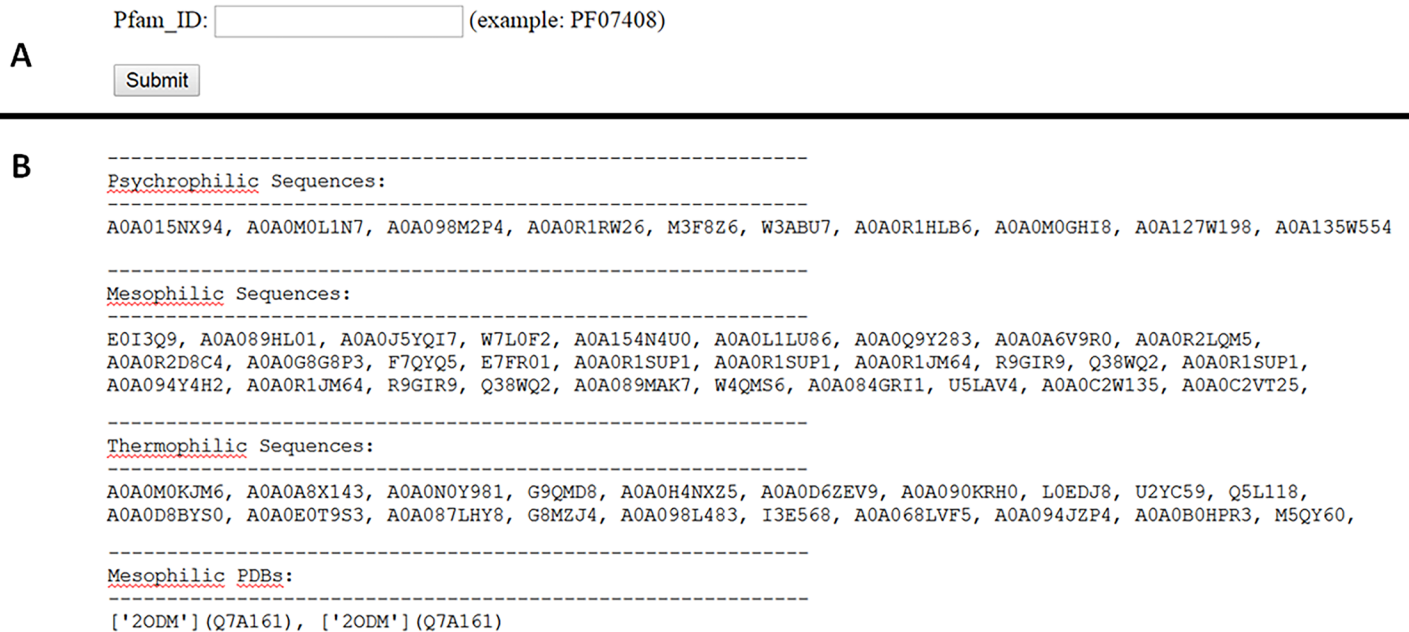 Pfam_ID: (example: PF07408)
A
Submit
B
------------------------------------------------------------
Psychrophilic Sequences:
------------------------------------------------------------
A0A015NX94, A0A0M0L1N7, A0A098M2P4, A0A0R1RW26, M3F8Z6, W3ABU7, A0A0R1HLB6, A0A0M0GHI8, A0A127W198, A0A135W554
------------------------------------------------------------
Mesophilic Sequences:
------------------------------------------------------------
E0I3Q9, A0A089HL01, A0A0J5YQI7, W7L0F2, A0A154N4U0, A0A0L1LU86, A0A0Q9Y283, A0A0A6V9R0, A0A0R2LQM5,
A0A0R2D8C4, A0A0G8G8P3, F7QYQ5, E7FR01, A0A0R1SUP1, A0A0R1SUP1, A0A0R1JM64, R9GIR9, Q38WQ2, A0A0R1SUP1,
A0A094Y4H2, A0A0R1JM64, R9GIR9, Q38WQ2, A0A089MAK7, W4QMS6, A0A084GRI1, U5LAV4, A0A0C2W135, A0A0C2VT25,
------------------------------------------------------------
Thermophilic Sequences:
------------------------------------------------------------
A0A0M0KJM6, A0A0A8X143, A0A0N0Y981, G9QMD8, A0A0H4NXZ5, A0A0D6ZEV9, A0A090KRH0, L0EDJ8, U2YC59, Q5L118,
A0A0D8BYS0, A0A0E0T9S3, A0A087LHY8, G8MZJ4, A0A098L483, I3E568, A0A068LVF5, A0A094JZP4, A0A0B0HPR3, M5QY60,
------------------------------------------------------------
Mesophilic PDBs:
------------------------------------------------------------
['2ODM'](Q7A161), ['2ODM'](Q7A161)